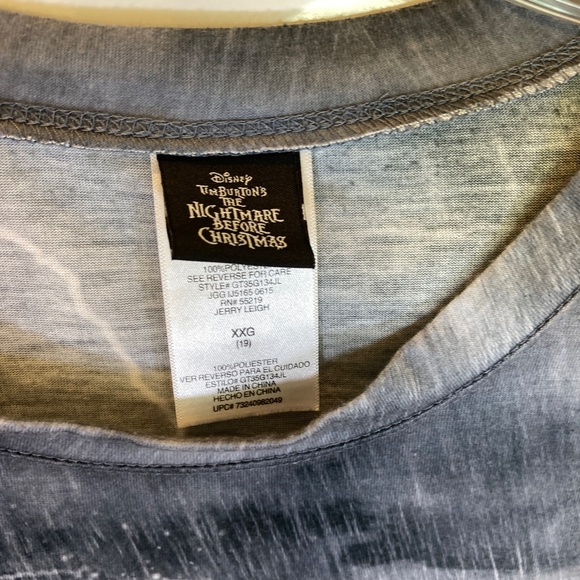 Disney
TIM BURTON'S
THE
NIGHTMARE
BEFORE
CHRISTMAS
100%POLYESTER
SEE REVERSE FOR CARE
STYLE# GT35G134JL
JGG IJ5165 0615
RN# 55219
JERRY LEIGH
XXG
(19)
100%POLIESTER
VER REVERSO PARA EL CUIDADO
ESTILO# GT35G134JL
MADE IN CHINA
HECHO EN CHINA
UPC# 73240982049